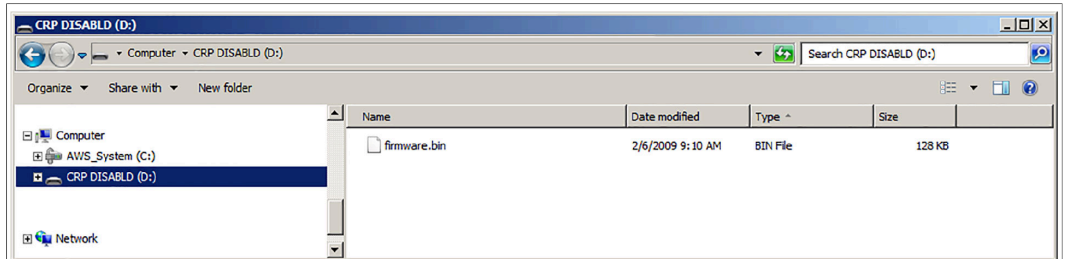 CRP DISABLD (D:)
Computer CRP DISABLD (D:) Search CRP DISABLD (D:)
Organize Share with New folder
Name Date modified Type Size
Computer
firmware.bin 2/6/2009 9:10 AM BIN File 128 KB
AWS_System (C:)
CRP DISABLD (D:)
Network